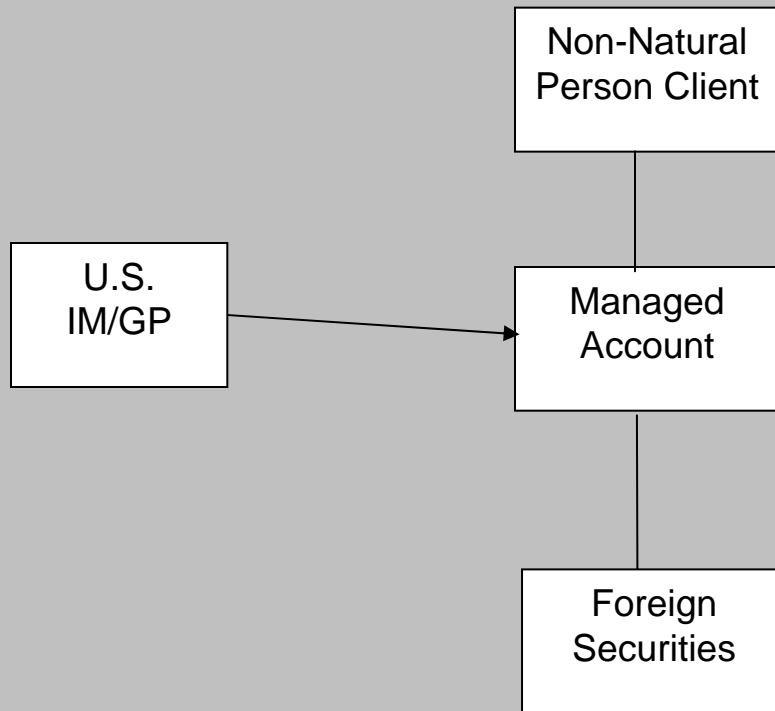 Non-Natural
Person Client
U.S.
IM/GP
Managed
Account
Foreign
Securities